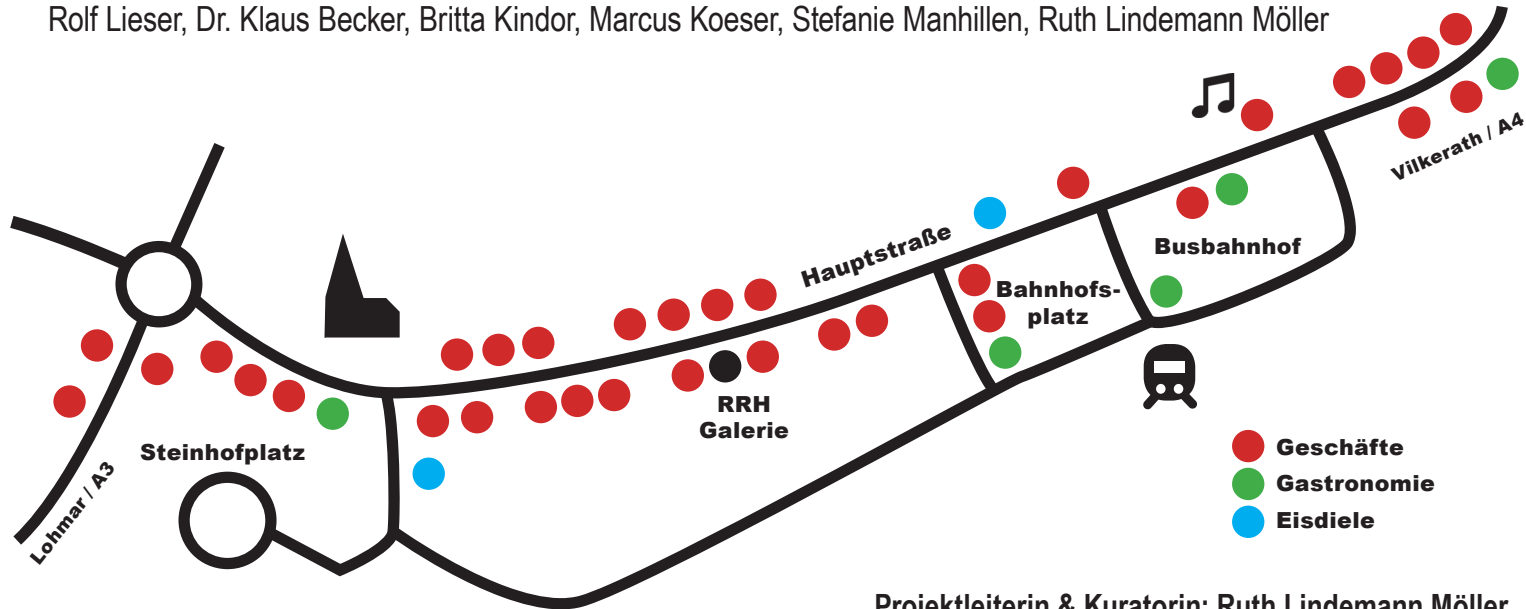 Rolf Lieser, Dr. Klaus Becker, Britta Kindor, Marcus Koeser, Stefanie Manhillen, Ruth Lindemann Möller
Vilkerath / A4
Hauptstraße
Busbahnhof
Bahnhofs-
platz
RRH
Galerie
Steinhofplatz
Lohmar / A3
Geschäfte
Gastronomie
Eisdiele
Projektleiterin & Kuratorin: Ruth Lindemann Möller